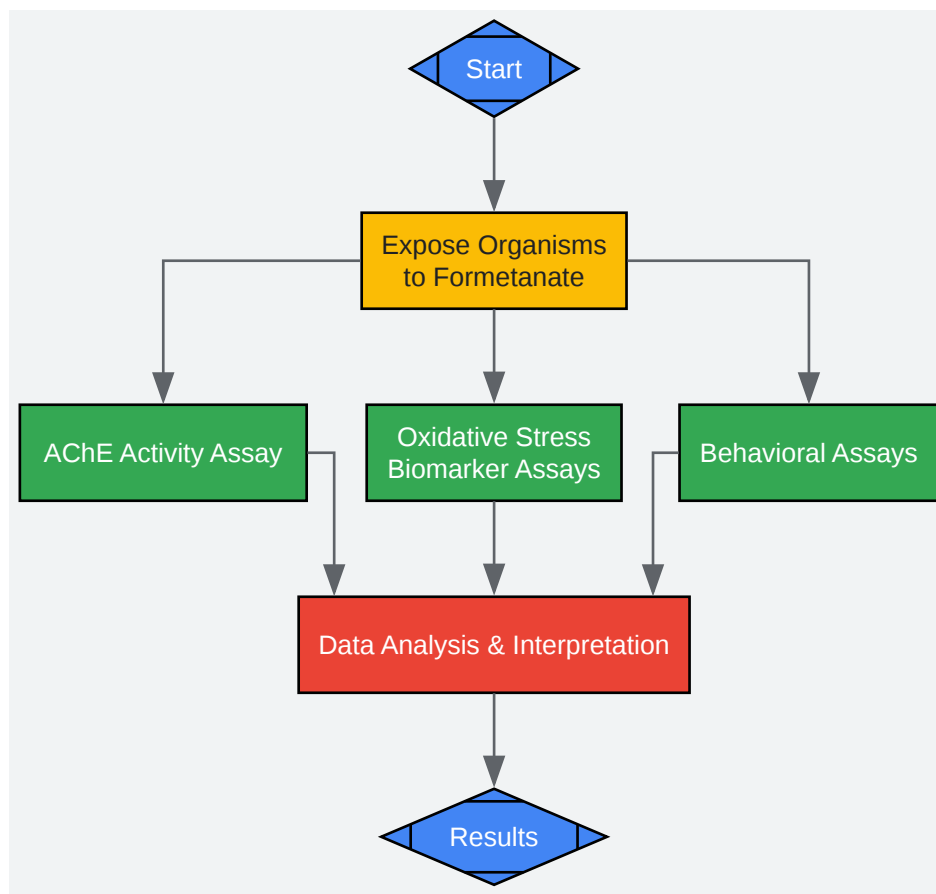 Start
Expose Organisms
to Formetanate
AChE Activity Assay
Oxidative Stress
Biomarker Assays
Behavioral Assays
Data Analysis & Interpretation
Results